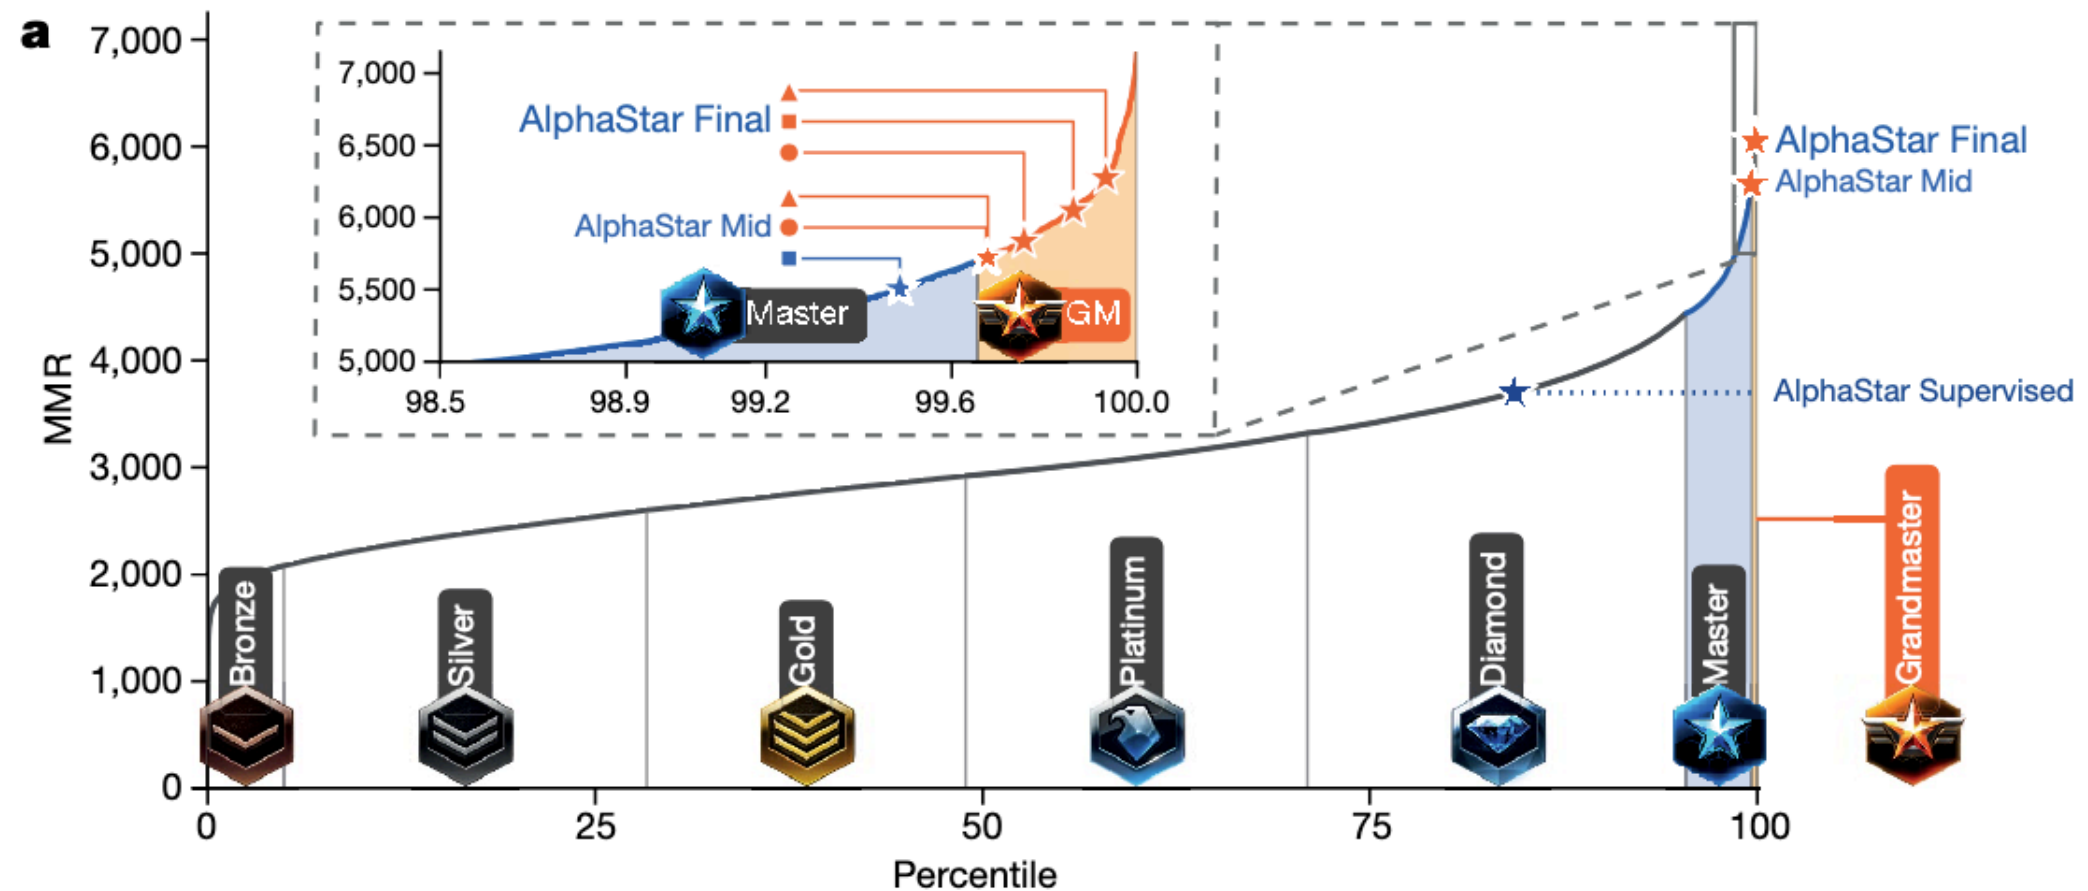 a
7,000
6,000
5,000
4,000
3,000
2,000
1,000
0
MMR
7,000
6,500
6,000
5,500
5,000
AlphaStar Final
AlphaStar Mid
Master
GM
98.5 98.9 99.2 99.6 100.0
AlphaStar Final
AlphaStar Mid
AlphaStar Supervised
Bronze
Silver
Gold
Platinum
Diamond
Master
Grandmaster
0 25 50 75 100
Percentile